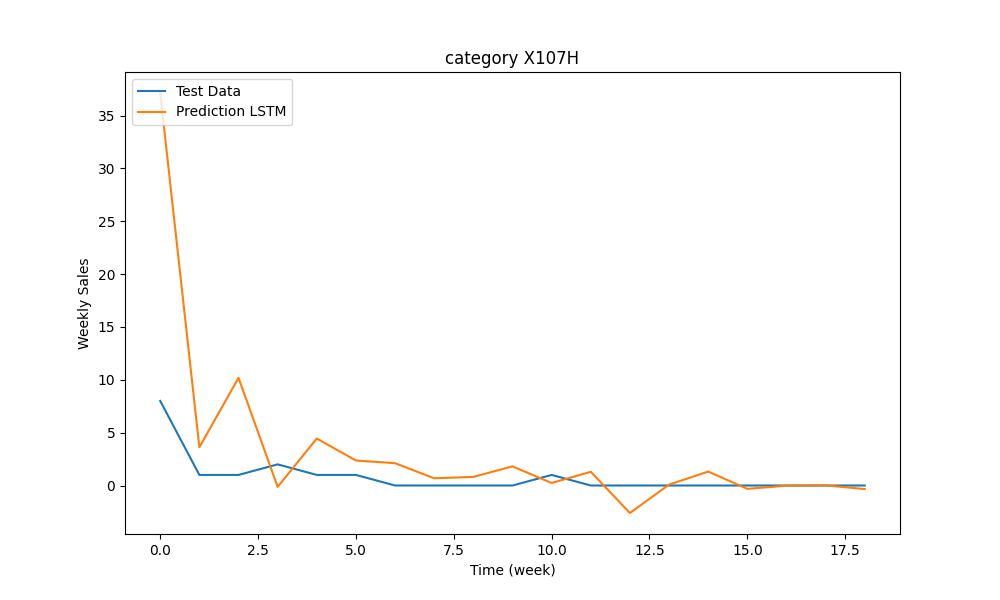 category X107H
Test Data
Prediction LSTM
35
30
25
20
15
10
5
0
Weekly Sales
0.0 2.5 5.0 7.5 10.0 12.5 15.0 17.5
Time (week)